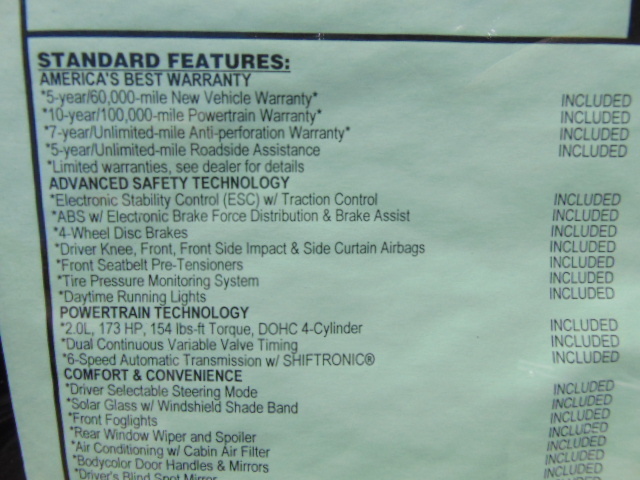 STANDARD FEATURES:
AMERICA'S BEST WARRANTY
*5-year/60,000-mile New Vehicle Warranty* INCLUDED
*10-year/100,000-mile Powertrain Warranty* INCLUDED
*7-year/Unlimited-mile Anti-perforation Warranty* INCLUDED
*5-year/Unlimited-mile Roadside Assistance INCLUDED
*Limited warranties, see dealer for details
ADVANCED SAFETY TECHNOLOGY
*Electronic Stability Control (ESC) w/ Traction Control INCLUDED
*ABS w/ Electronic Brake Force Distribution & Brake Assist INCLUDED
*4-Wheel Disc Brakes INCLUDED
*Driver Knee, Front, Front Side Impact & Side Curtain Airbags INCLUDED
*Front Seatbelt Pre-Tensioners INCLUDED
*Tire Pressure Monitoring System INCLUDED
*Daytime Running Lights INCLUDED
POWERTRAIN TECHNOLOGY
*2.0L, 173 HP, 154 lbs-ft Torque, DOHC 4-Cylinder INCLUDED
*Dual Continuous Variable Valve Timing INCLUDED
*6-Speed Automatic Transmission w/ SHIFTRONIC® INCLUDED
COMFORT & CONVENIENCE
*Driver Selectable Steering Mode INCLUDED
*Solar Glass w/ Windshield Shade Band INCLUDED
*Front Foglights INCLUDED
*Rear Window Wiper and Spoiler INCLUDED
*Air Conditioning w/ Cabin Air Filter INCLUDED
*Bodycolor Door Handles & Mirrors INCLUDED
*Driver's Blind Spot Mirror INCLUDED